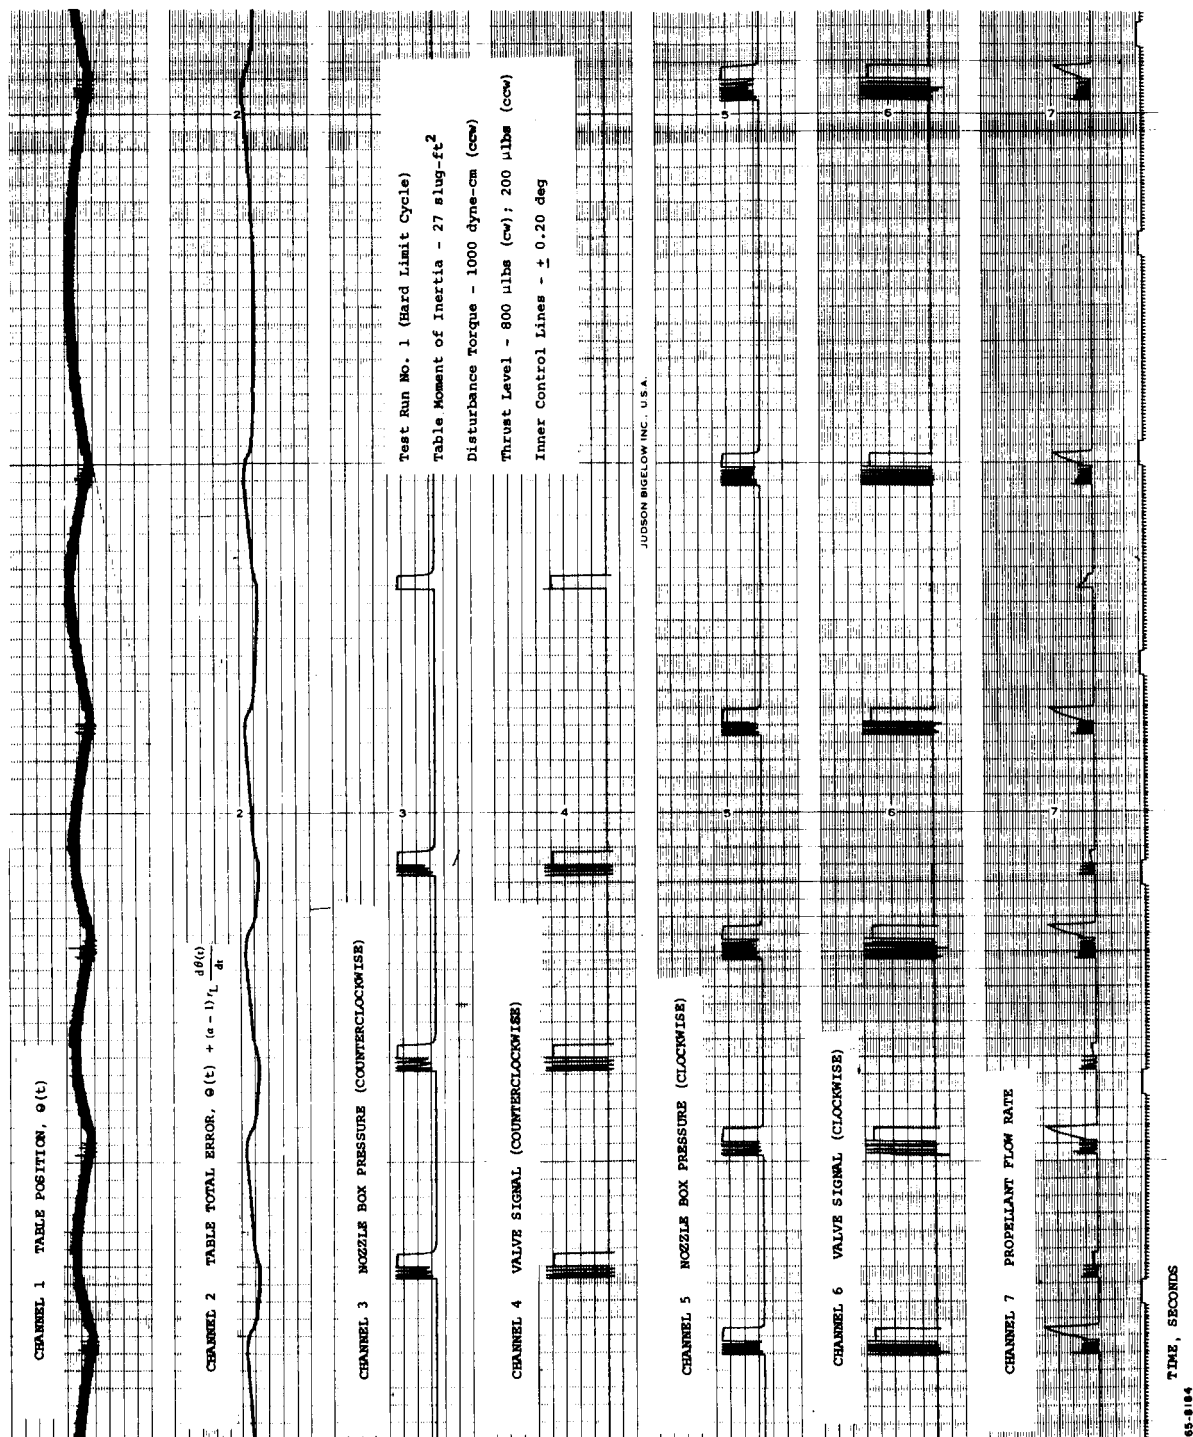 CHANNEL 1 TABLE POSITION, Θ(t)
CHANNEL 2 TABLE TOTAL ERROR, Θ(t) + (α − 1) τL dθ(t)/dt
CHANNEL 3 NOZZLE BOX PRESSURE (COUNTERCLOCKWISE)
CHANNEL 4 VALVE SIGNAL (COUNTERCLOCKWISE)
CHANNEL 5 NOZZLE BOX PRESSURE (CLOCKWISE)
CHANNEL 6 VALVE SIGNAL (CLOCKWISE)
CHANNEL 7 PROPELLANT FLOW RATE
TIME, SECONDS
65-8184
2
3
4
5
6
7
Test Run No. 1 (Hard Limit Cycle)
Table Moment of Inertia - 27 slug-ft²
Disturbance Torque - 1000 dyne-cm (ccw)
Thrust Level - 800 µlbs (cw); 200 µlbs (ccw)
Inner Control Lines - ± 0.20 deg
JUDSON BIGELOW INC., U.S.A.
2
5
6
7